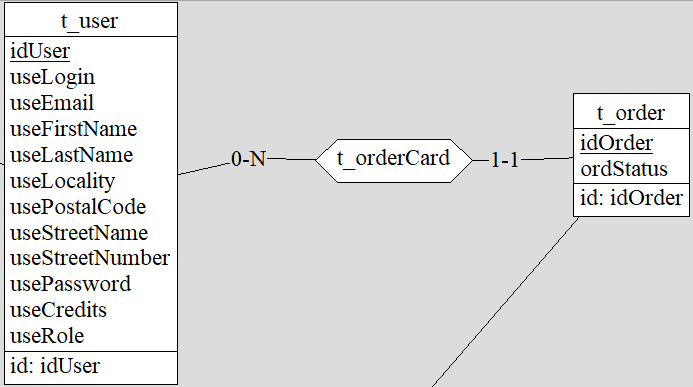 t_user
idUser
useLogin
useEmail
useFirstName
useLastName
useLocality
usePostalCode
useStreetName
useStreetNumber
usePassword
useCredits
useRole
id: idUser
0-N
t_orderCard
1-1
t_order
idOrder
ordStatus
id: idOrder